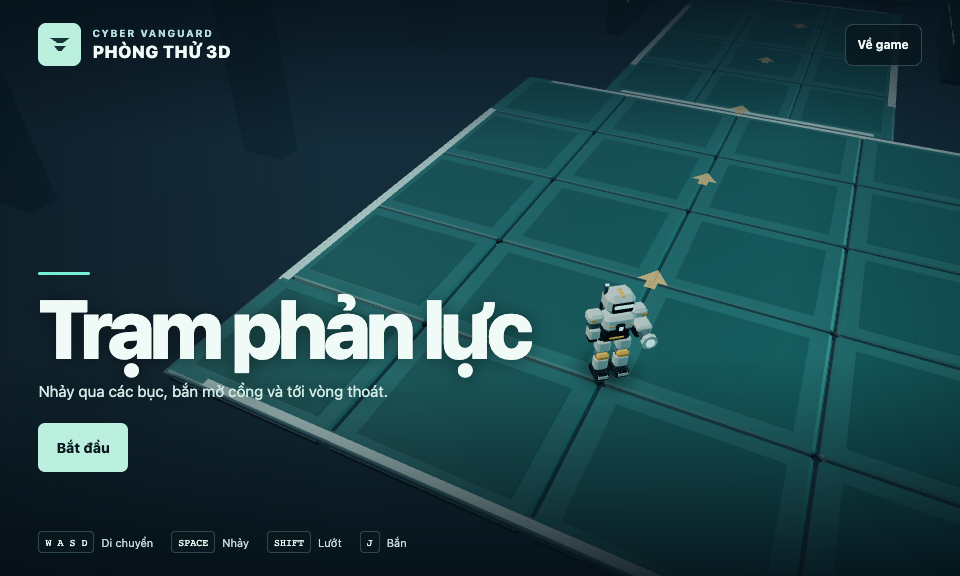 CYBER VANGUARD
PHÒNG THỬ 3D
Về game
Trạm phản lực
Nhảy qua các bục, bắn mở cổng và tới vòng thoát.
Bắt đầu
W A S D Di chuyển SPACE Nhảy SHIFT Lướt J Bắn